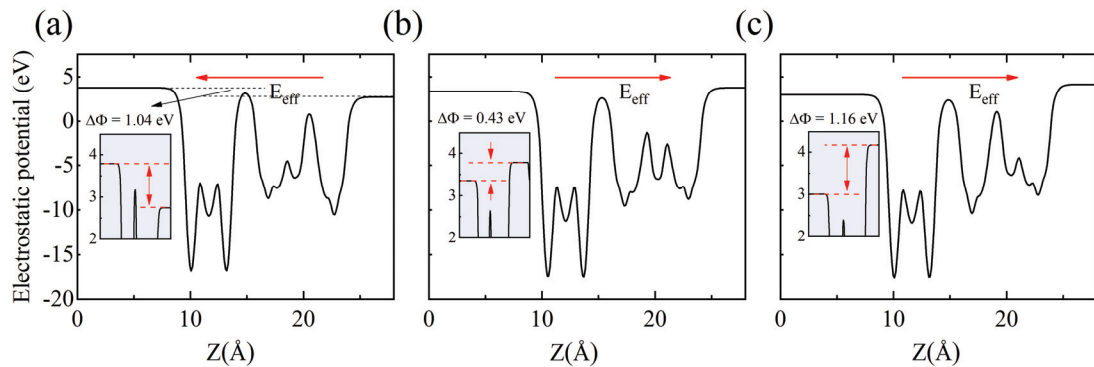 (a)
(b)
(c)
Electrostatic potential (eV)
5
0
-5
-10
-15
-20
E_eff
ΔΦ = 1.04 eV
4
3
2
0
10
20
Z(Å)
E_eff
ΔΦ = 0.43 eV
4
3
2
0
10
20
Z(Å)
E_eff
ΔΦ = 1.16 eV
4
3
2
0
10
20
Z(Å)